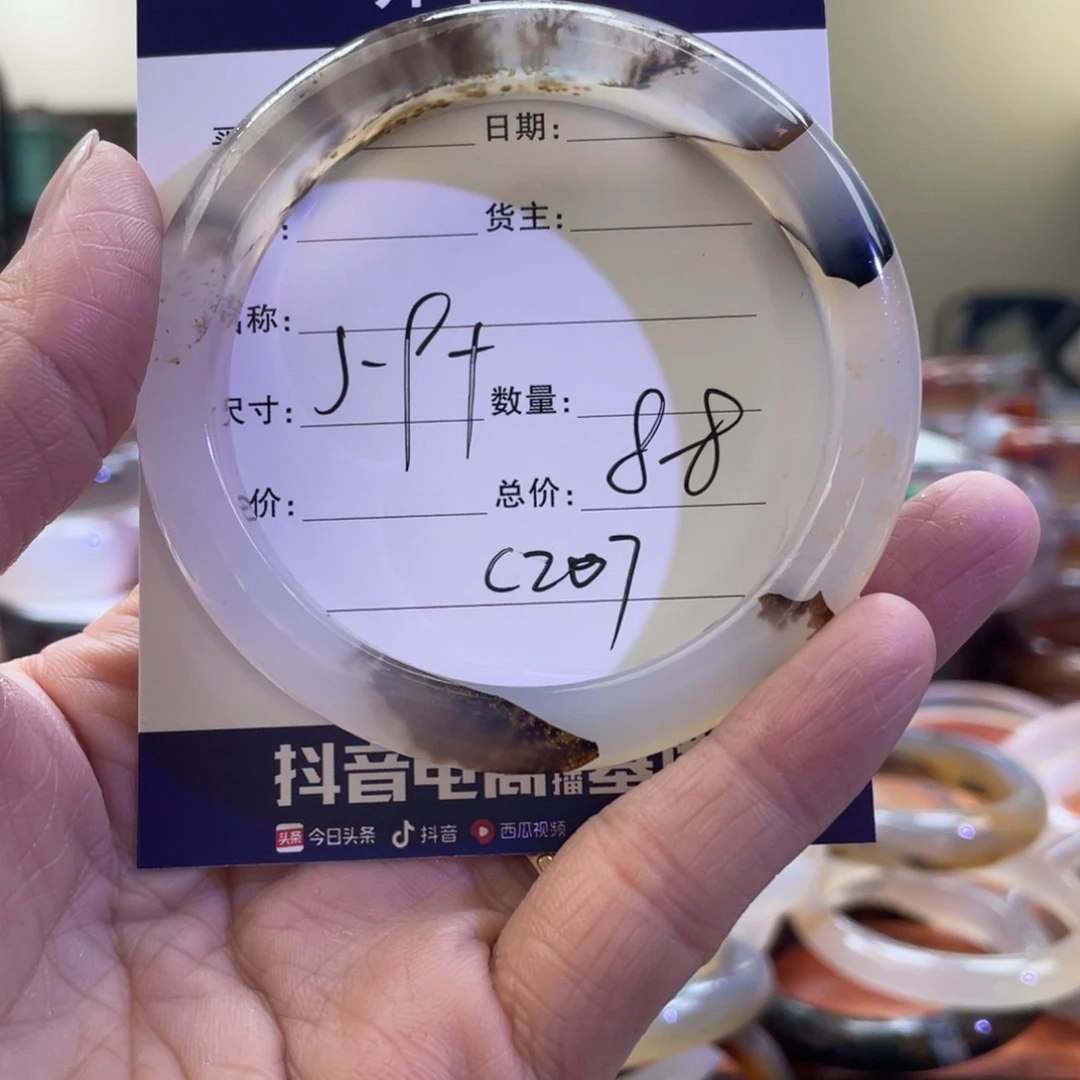 日期:
货主:
称:
尺寸: 数量:
88
价: 总价:
C207
抖音电商
今日头条 抖音 西瓜视频